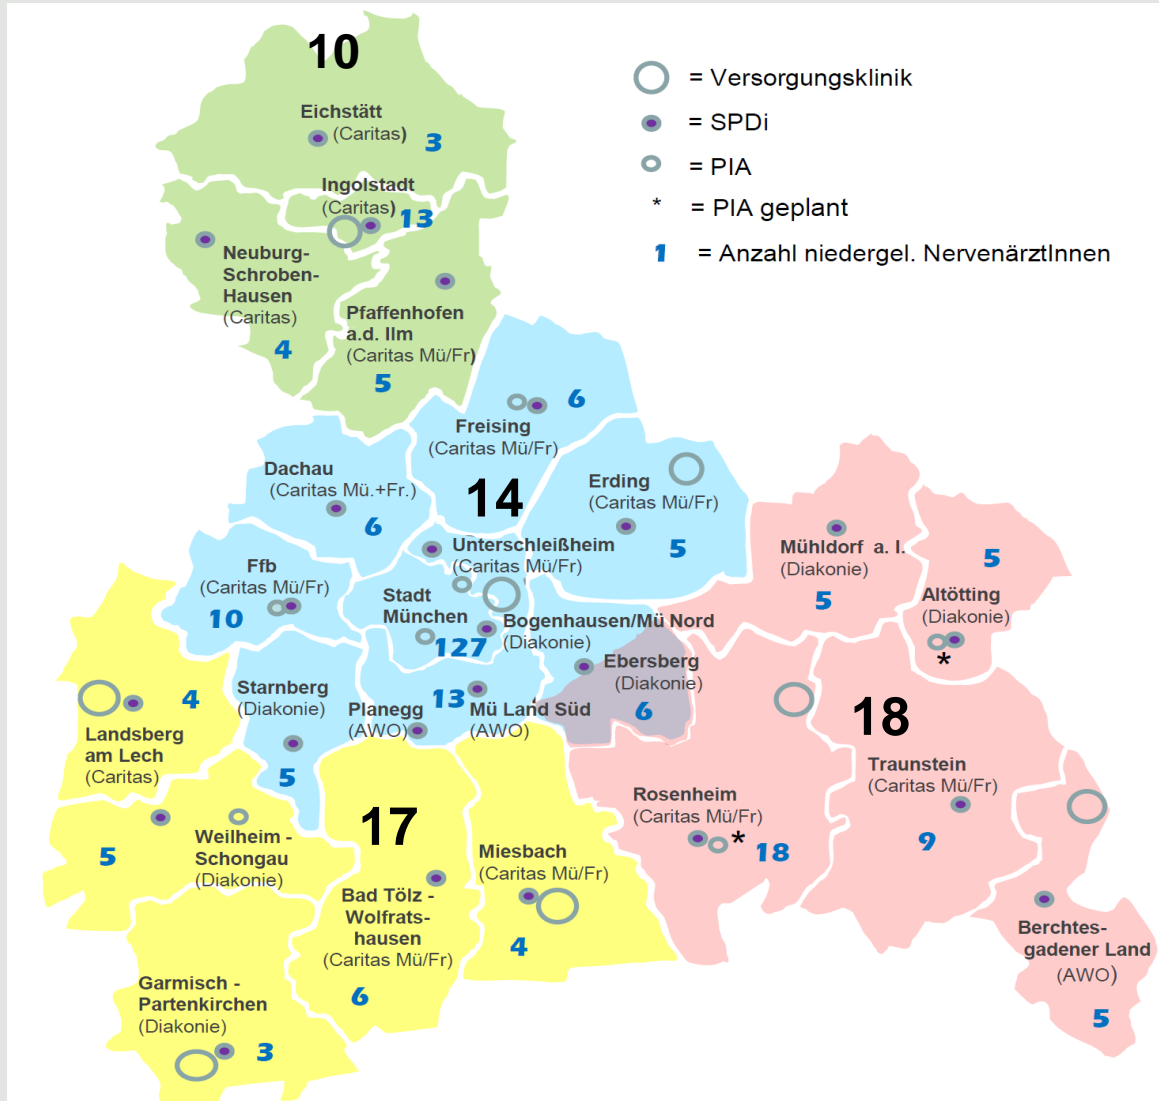 10
Eichstätt
(Caritas)
3
Ingolstadt
(Caritas)
13
Neuburg-
Schroben-
Hausen
(Caritas)
4
Pfaffenhofen
a.d. Ilm
(Caritas Mü/Fr)
5
= Versorgungsklinik
= SPDi
= PIA
* = PIA geplant
1 = Anzahl niedergel. NervenärztInnen
6
Freising
(Caritas Mü/Fr)
Dachau
(Caritas Mü.+Fr.)
6
14
Erding
(Caritas Mü/Fr)
5
Unterschleißheim
(Caritas Mü/Fr)
Ffb
(Caritas Mü/Fr)
10
Stadt
München
127
Bogenhausen/Mü Nord
(Diakonie)
Ebersberg
(Diakonie)
6
Starnberg
(Diakonie)
5
Planegg
(AWO)
13
Mü Land Süd
(AWO)
Mühldorf a. I.
(Diakonie)
5
5
Altötting
(Diakonie)
*
18
Traunstein
(Caritas Mü/Fr)
9
Rosenheim
(Caritas Mü/Fr)
* 18
Berchtes-
gadener Land
(AWO)
5
4
Landsberg
am Lech
(Caritas)
5
Weilheim -
Schongau
(Diakonie)
17
Bad Tölz -
Wolfrats-
hausen
(Caritas Mü/Fr)
6
Miesbach
(Caritas Mü/Fr)
4
Garmisch -
Partenkirchen
(Diakonie)
3